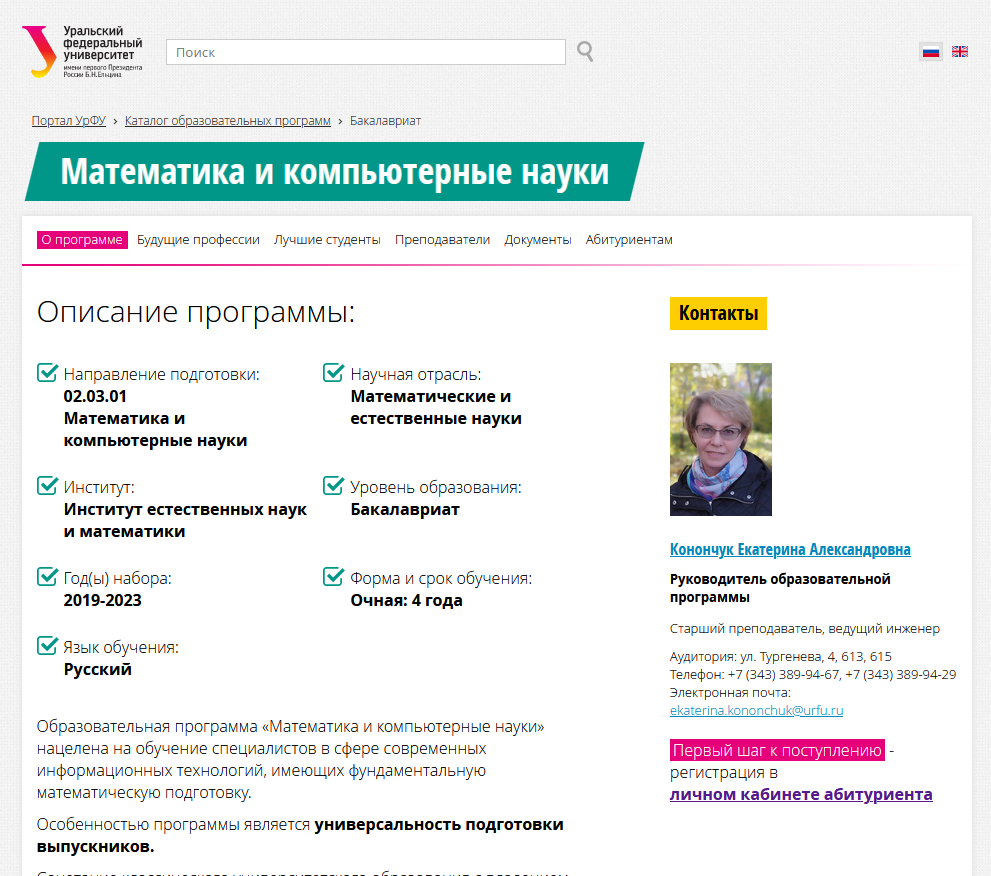 Уральский
федеральный
университет
имени первого Президента
России Б.Н.Ельцина
Поиск
Портал УрФУ › Каталог образовательных программ › Бакалавриат
Математика и компьютерные науки
О программе Будущие профессии Лучшие студенты Преподаватели Документы Абитуриентам
Описание программы:
Направление подготовки:
02.03.01
Математика и
компьютерные науки
Научная отрасль:
Математические и
естественные науки
Институт:
Институт естественных наук
и математики
Уровень образования:
Бакалавриат
Год(ы) набора:
2019-2023
Форма и срок обучения:
Очная: 4 года
Язык обучения:
Русский
Образовательная программа «Математика и компьютерные науки»
нацелена на обучение специалистов в сфере современных
информационных технологий, имеющих фундаментальную
математическую подготовку.
Особенностью программы является универсальность подготовки
выпускников.
Контакты
Конончук Екатерина Александровна
Руководитель образовательной
программы
Старший преподаватель, ведущий инженер
Аудитория: ул. Тургенева, 4, 613, 615
Телефон: +7 (343) 389-94-67, +7 (343) 389-94-29
Электронная почта:
ekaterina.kononchuk@urfu.ru
Первый шаг к поступлению -
регистрация в
личном кабинете абитуриента